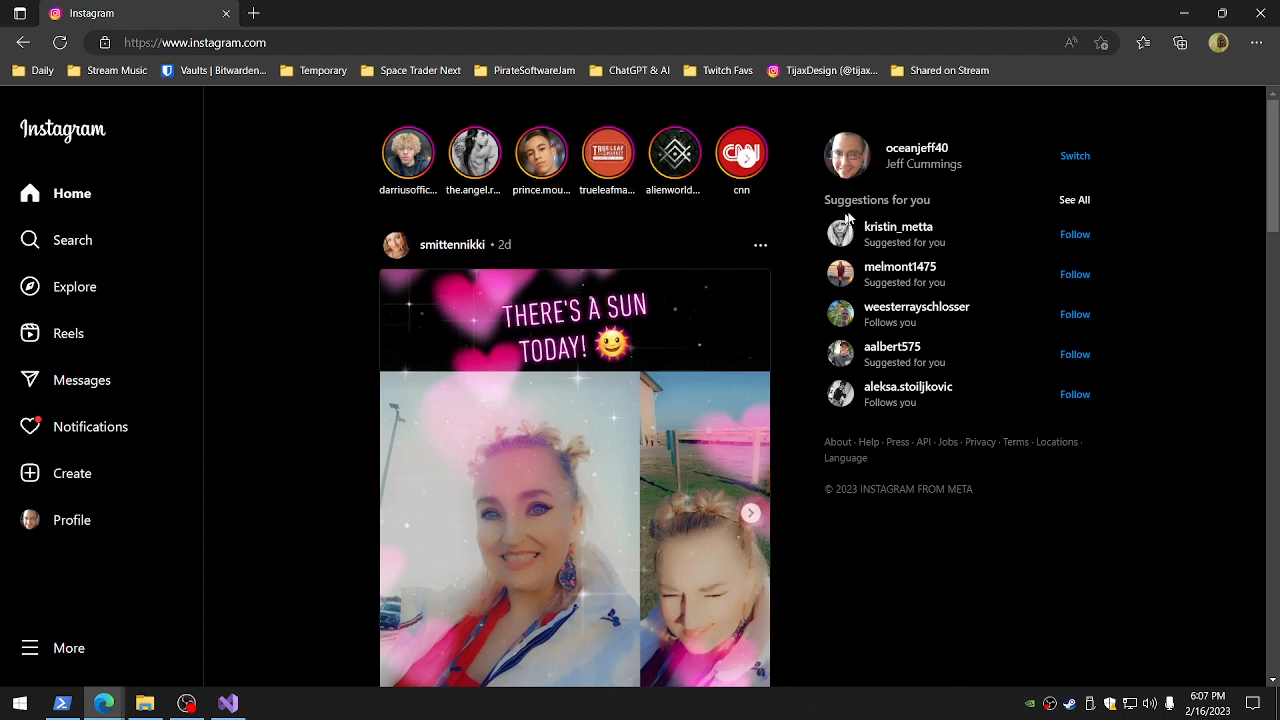 Instagram
https://www.instagram.com
Daily
Stream Music
Vaults | Bitwarden...
Temporary
Space Trader Next
PirateSoftwareJam
ChatGPT & AI
Twitch Favs
TijaxDesign (@tjax...
Shared on Stream
Instagram
Home
Search
Explore
Reels
Messages
Notifications
Create
Profile
More
darriusoffic...
the.angel.r...
prince.mou...
TRUE LEAF
MARKET
trueleafma...
alienworld...
CNN
cnn
smittennikki • 2d
THERE'S A SUN
TODAY!
oceanjeff40
Jeff Cummings
Switch
Suggestions for you
See All
kristin_metta
Suggested for you
Follow
melmont1475
Suggested for you
Follow
weesterrayschlosser
Follows you
Follow
aalbert575
Suggested for you
Follow
aleksa.stoiljkovic
Follows you
Follow
About · Help · Press · API · Jobs · Privacy · Terms · Locations ·
Language
© 2023 INSTAGRAM FROM META
6:07 PM
2/16/2023